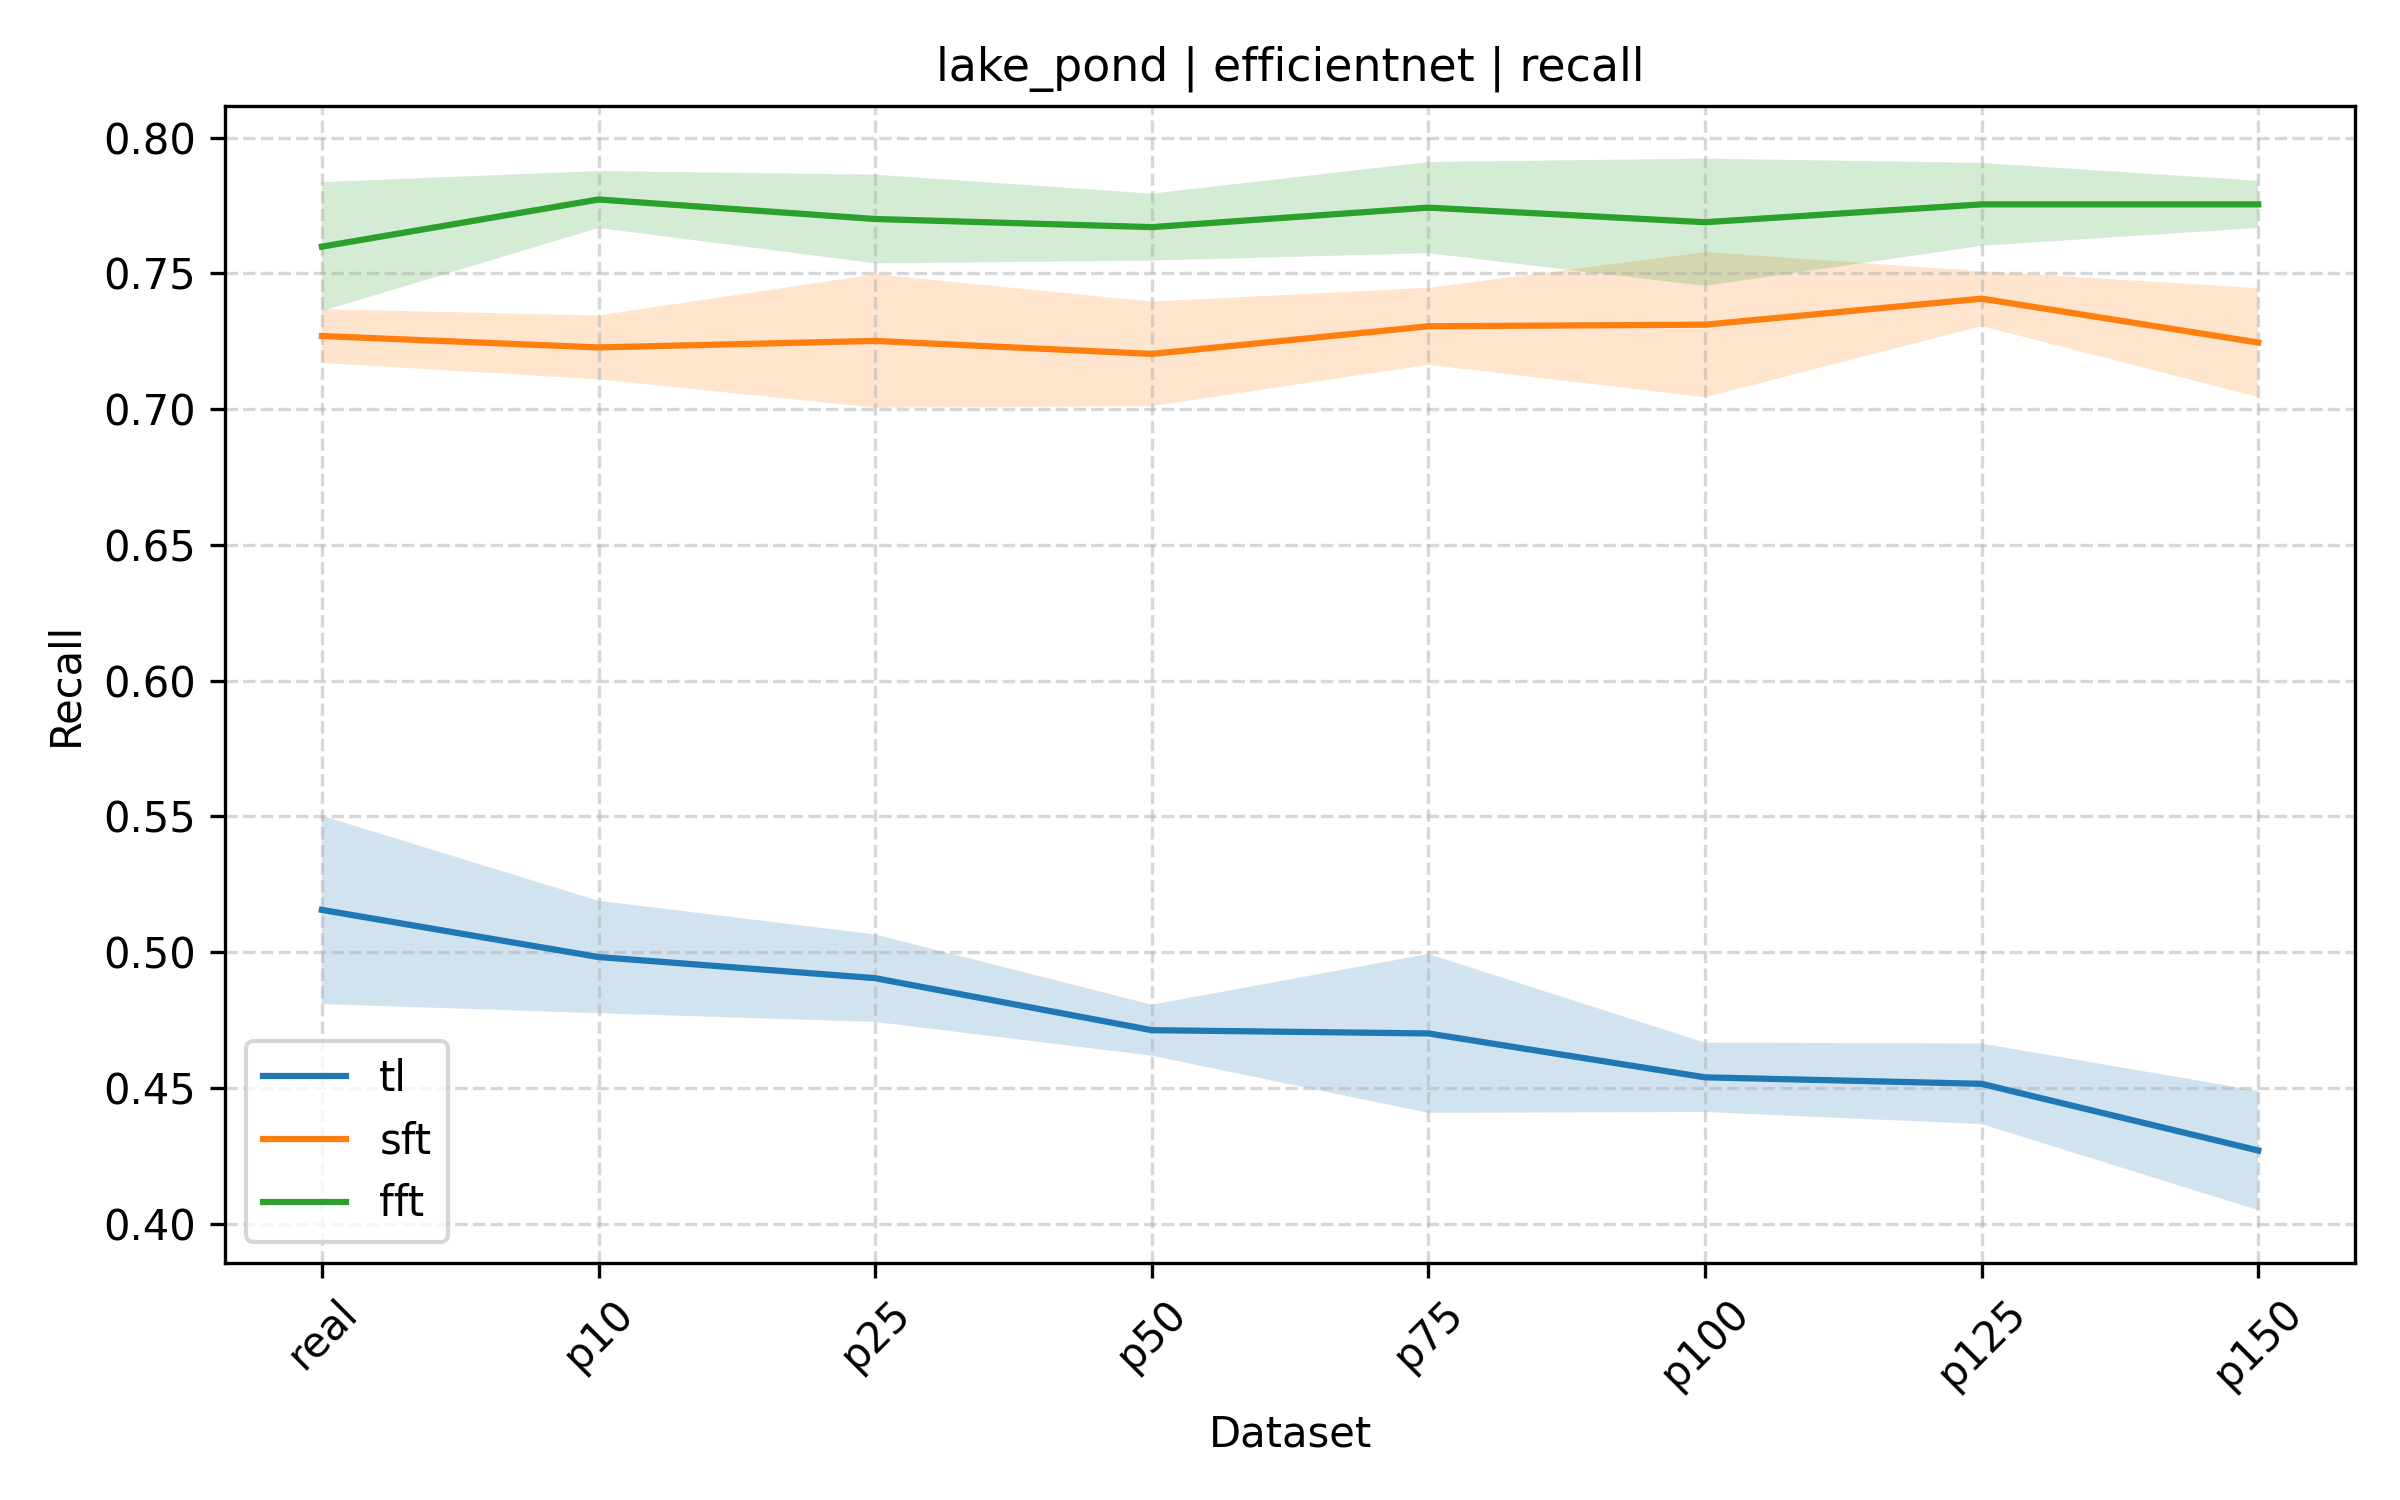 lake_pond | efficientnet | recall
0.80
0.75
0.70
0.65
0.60
0.55
0.50
0.45
0.40
Recall
tl
sft
fft
real
p10
p25
p50
p75
p100
p125
p150
Dataset